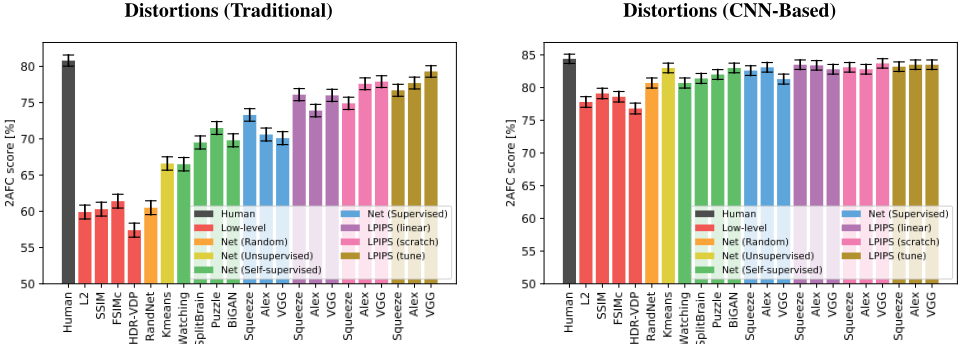 Distortions (Traditional)
2AFC score [%]
80
75
70
65
60
55
50
Human
Low-level
Net (Random)
Net (Unsupervised)
Net (Self-supervised)
Net (Supervised)
LPIPS (linear)
LPIPS (scratch)
LPIPS (tune)
Human
L2
SSIM
FSIMc
HDR-VDP
RandNet
Kmeans
Watching
SplitBrain
Puzzle
BiGAN
Squeeze
Alex
VGG
Squeeze
Alex
VGG
Squeeze
Alex
VGG
Squeeze
Alex
VGG
Distortions (CNN-Based)
2AFC score [%]
85
80
75
70
65
60
55
50
Human
Low-level
Net (Random)
Net (Unsupervised)
Net (Self-supervised)
Net (Supervised)
LPIPS (linear)
LPIPS (scratch)
LPIPS (tune)
Human
L2
SSIM
FSIMc
HDR-VDP
RandNet
Kmeans
Watching
SplitBrain
Puzzle
BiGAN
Squeeze
Alex
VGG
Squeeze
Alex
VGG
Squeeze
Alex
VGG
Squeeze
Alex
VGG